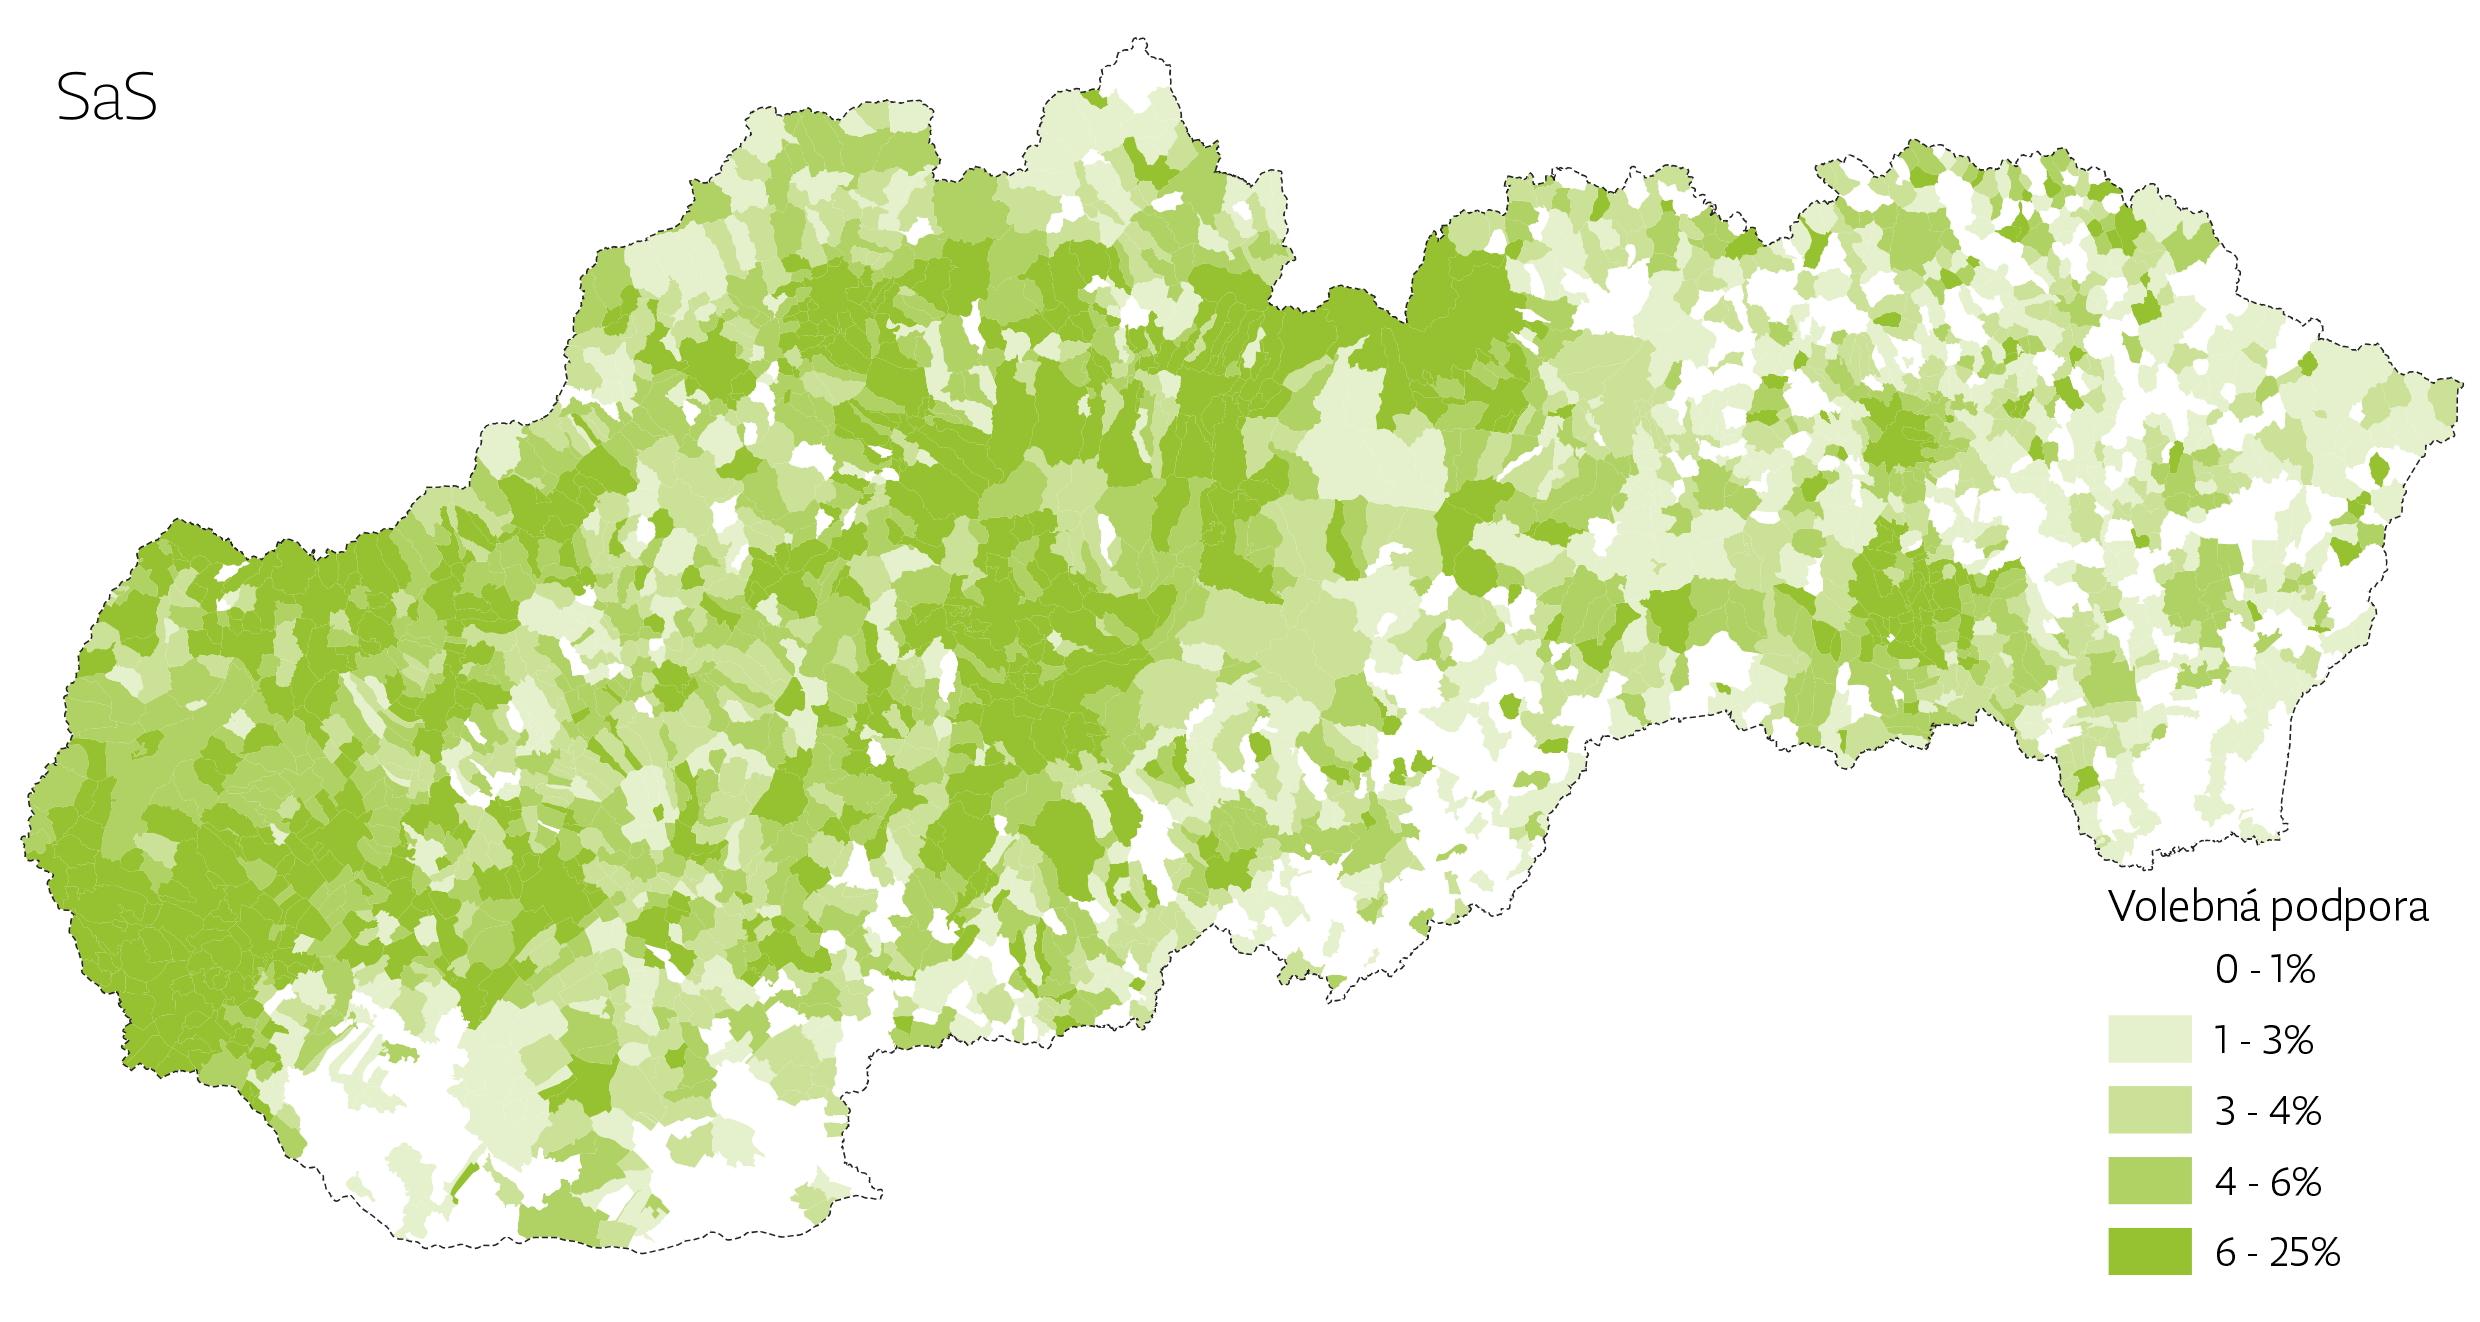 SaS
Volebná podpora
0 - 1%
1 - 3%
3 - 4%
4 - 6%
6 - 25%